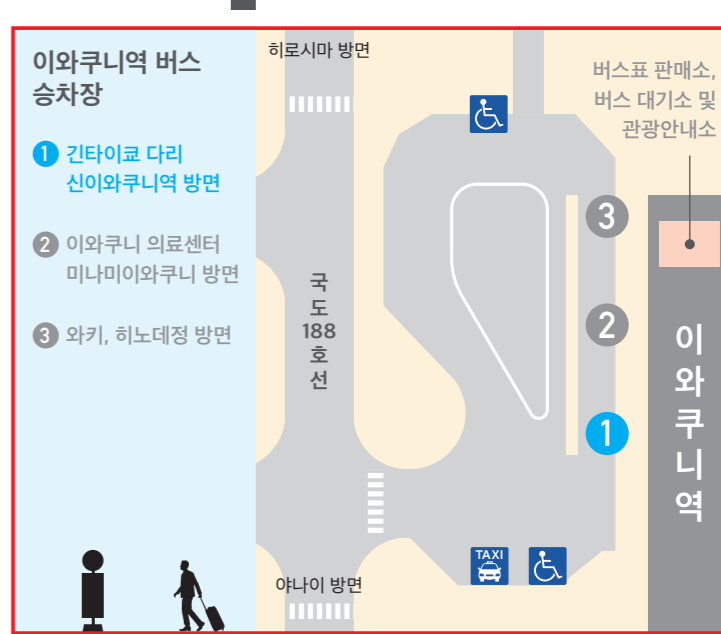 이와쿠니역 버스
승차장
1 긴타이쿄 다리
신이와쿠니역 방면
2 이와쿠니 의료센터
미나미이와쿠니 방면
3 와키, 히노데정 방면
히로시마 방면
국
도
188
호
선
야나이 방면
버스표 판매소,
버스 대기소 및
관광안내소
3
2
1
이
와
쿠
니
역
TAXI